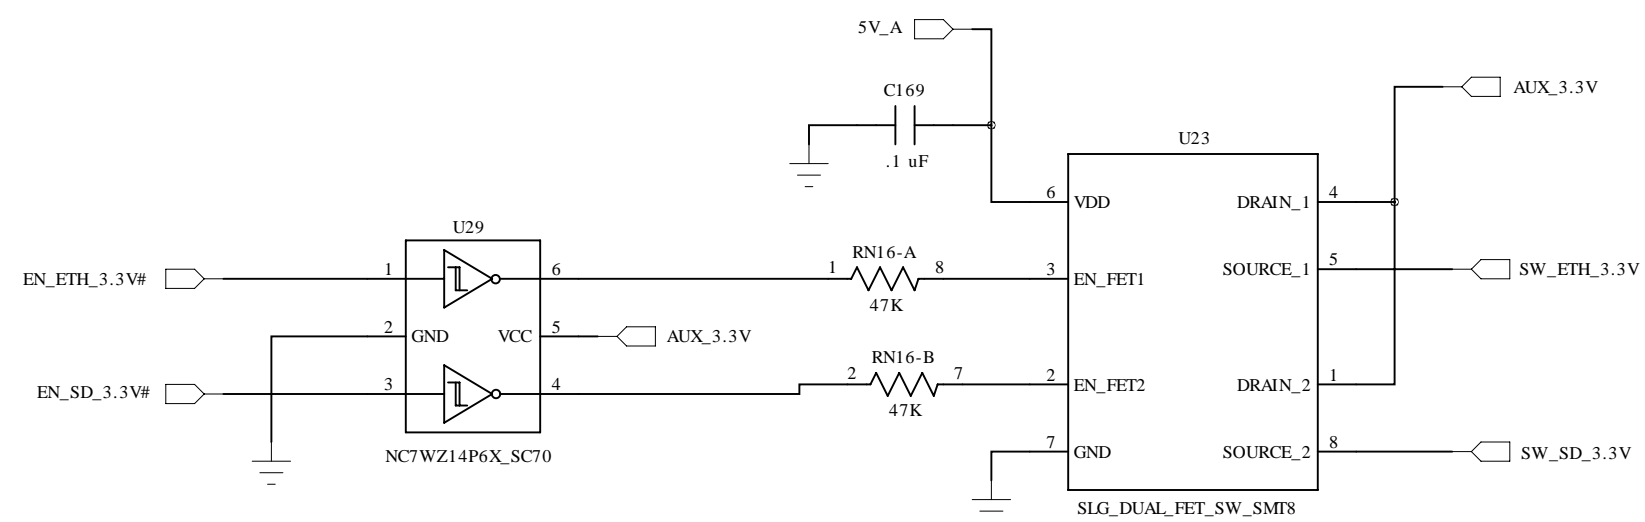 5V_A
C169
AUX_3.3V
.1 uF
U23
6 VDD DRAIN_1 4
U29
RN16-A
EN_ETH_3.3V# 1 6 1 8 3 EN_FET1 SOURCE_1 5 SW_ETH_3.3V
47K
2 GND VCC 5 AUX_3.3V
RN16-B
EN_SD_3.3V# 3 4 2 7 2 EN_FET2 DRAIN_2 1
47K
7 GND SOURCE_2 8 SW_SD_3.3V
NC7WZ14P6X_SC70
SLG_DUAL_FET_SW_SMT8